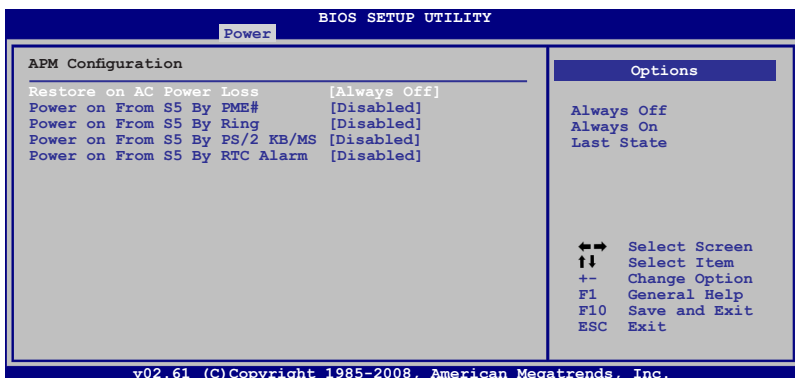 BIOS SETUP UTILITY
Power
APM Configuration
Restore on AC Power Loss [Always Off]
Power on From S5 By PME# [Disabled]
Power on From S5 By Ring [Disabled]
Power on From S5 By PS/2 KB/MS [Disabled]
Power on From S5 By RTC Alarm [Disabled]
Options
Always Off
Always On
Last State
←→ Select Screen
↑↓ Select Item
+- Change Option
F1 General Help
F10 Save and Exit
ESC Exit
v02.61 (C)Copyright 1985-2008, American Megatrends, Inc.